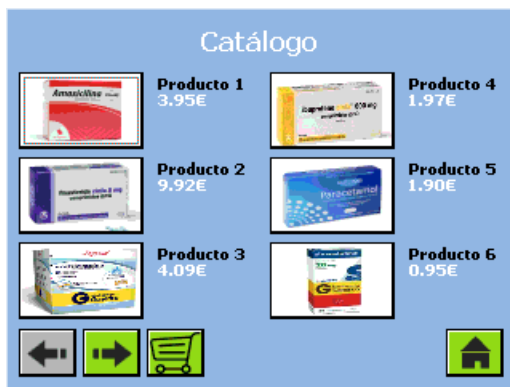 Catálogo
Amoxicilina
Producto 1
3.95€
Producto 4
1.97€
Producto 2
9.92€
Producto 5
1.90€
Paracetamol
Producto 3
4.09€
Producto 6
0.95€